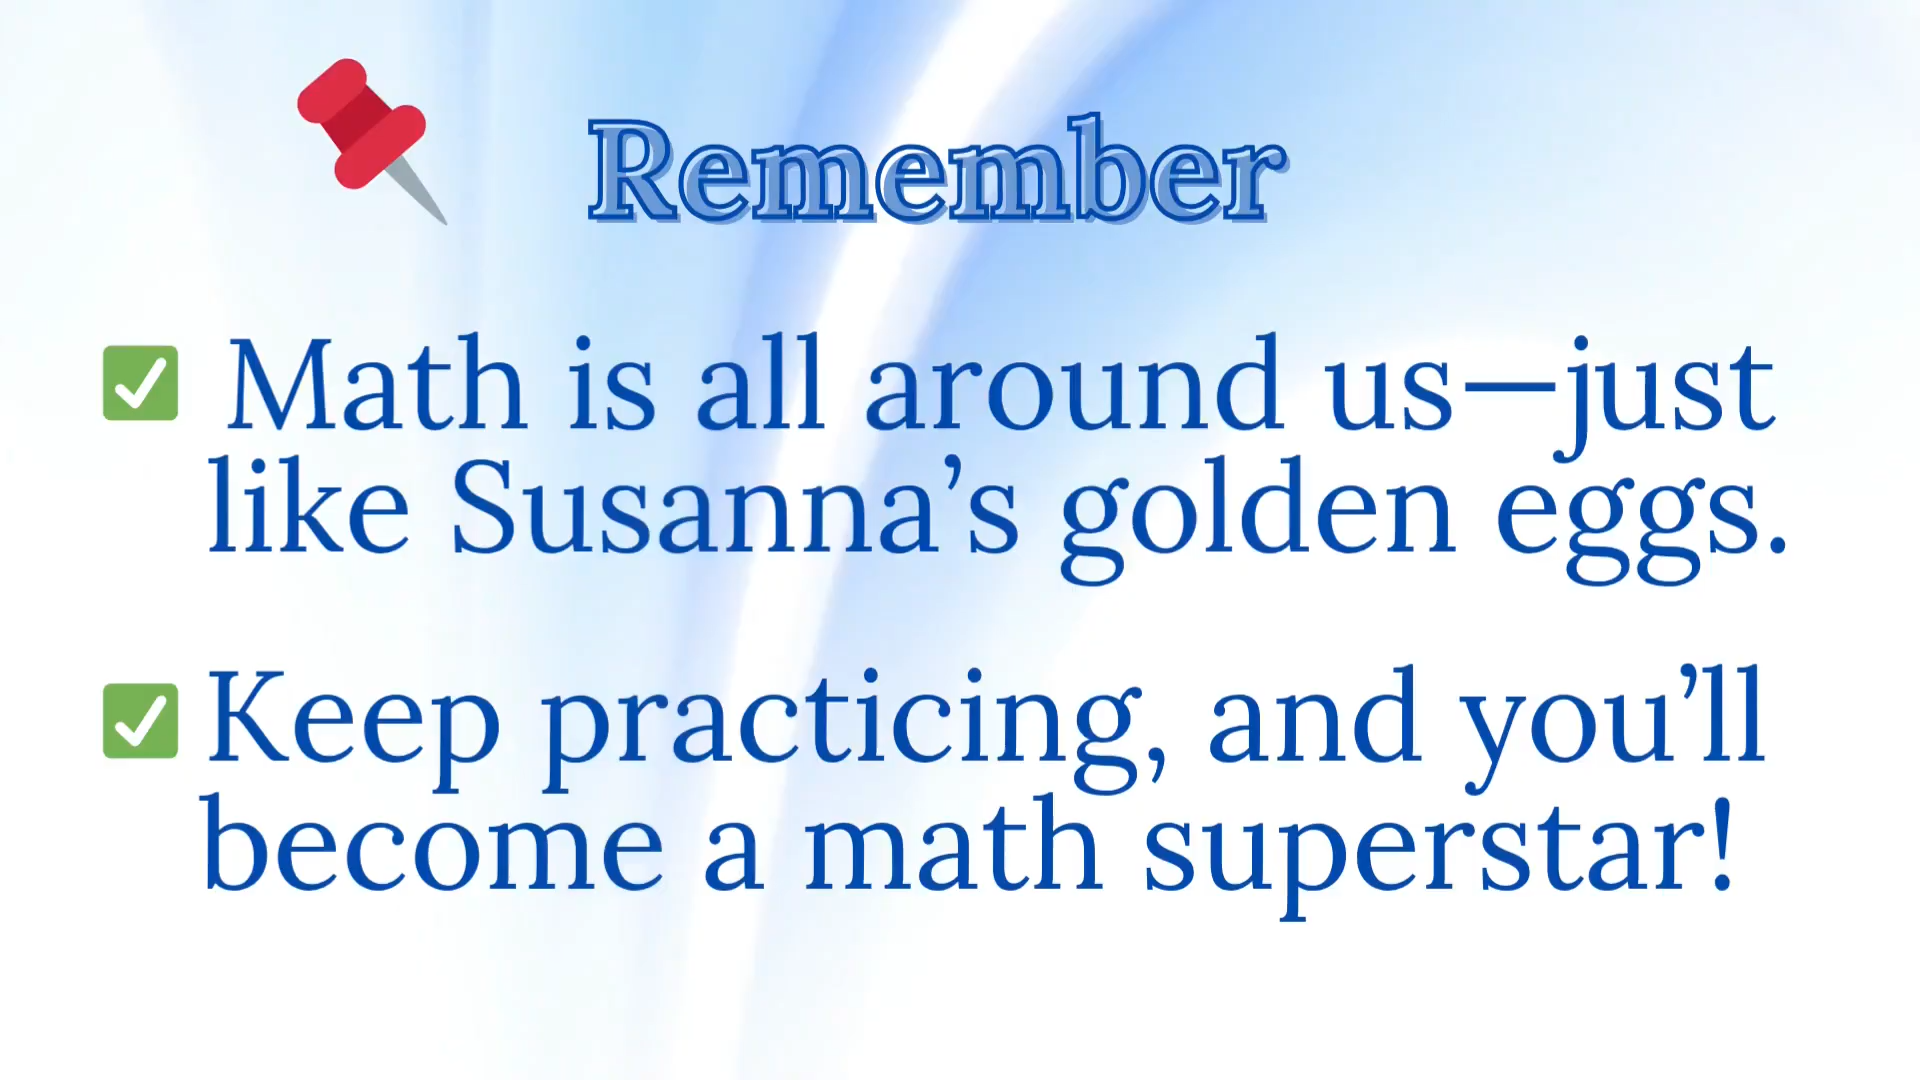 Remember
Math is all around us—just
like Susanna’s golden eggs.
Keep practicing, and you’ll
become a math superstar!